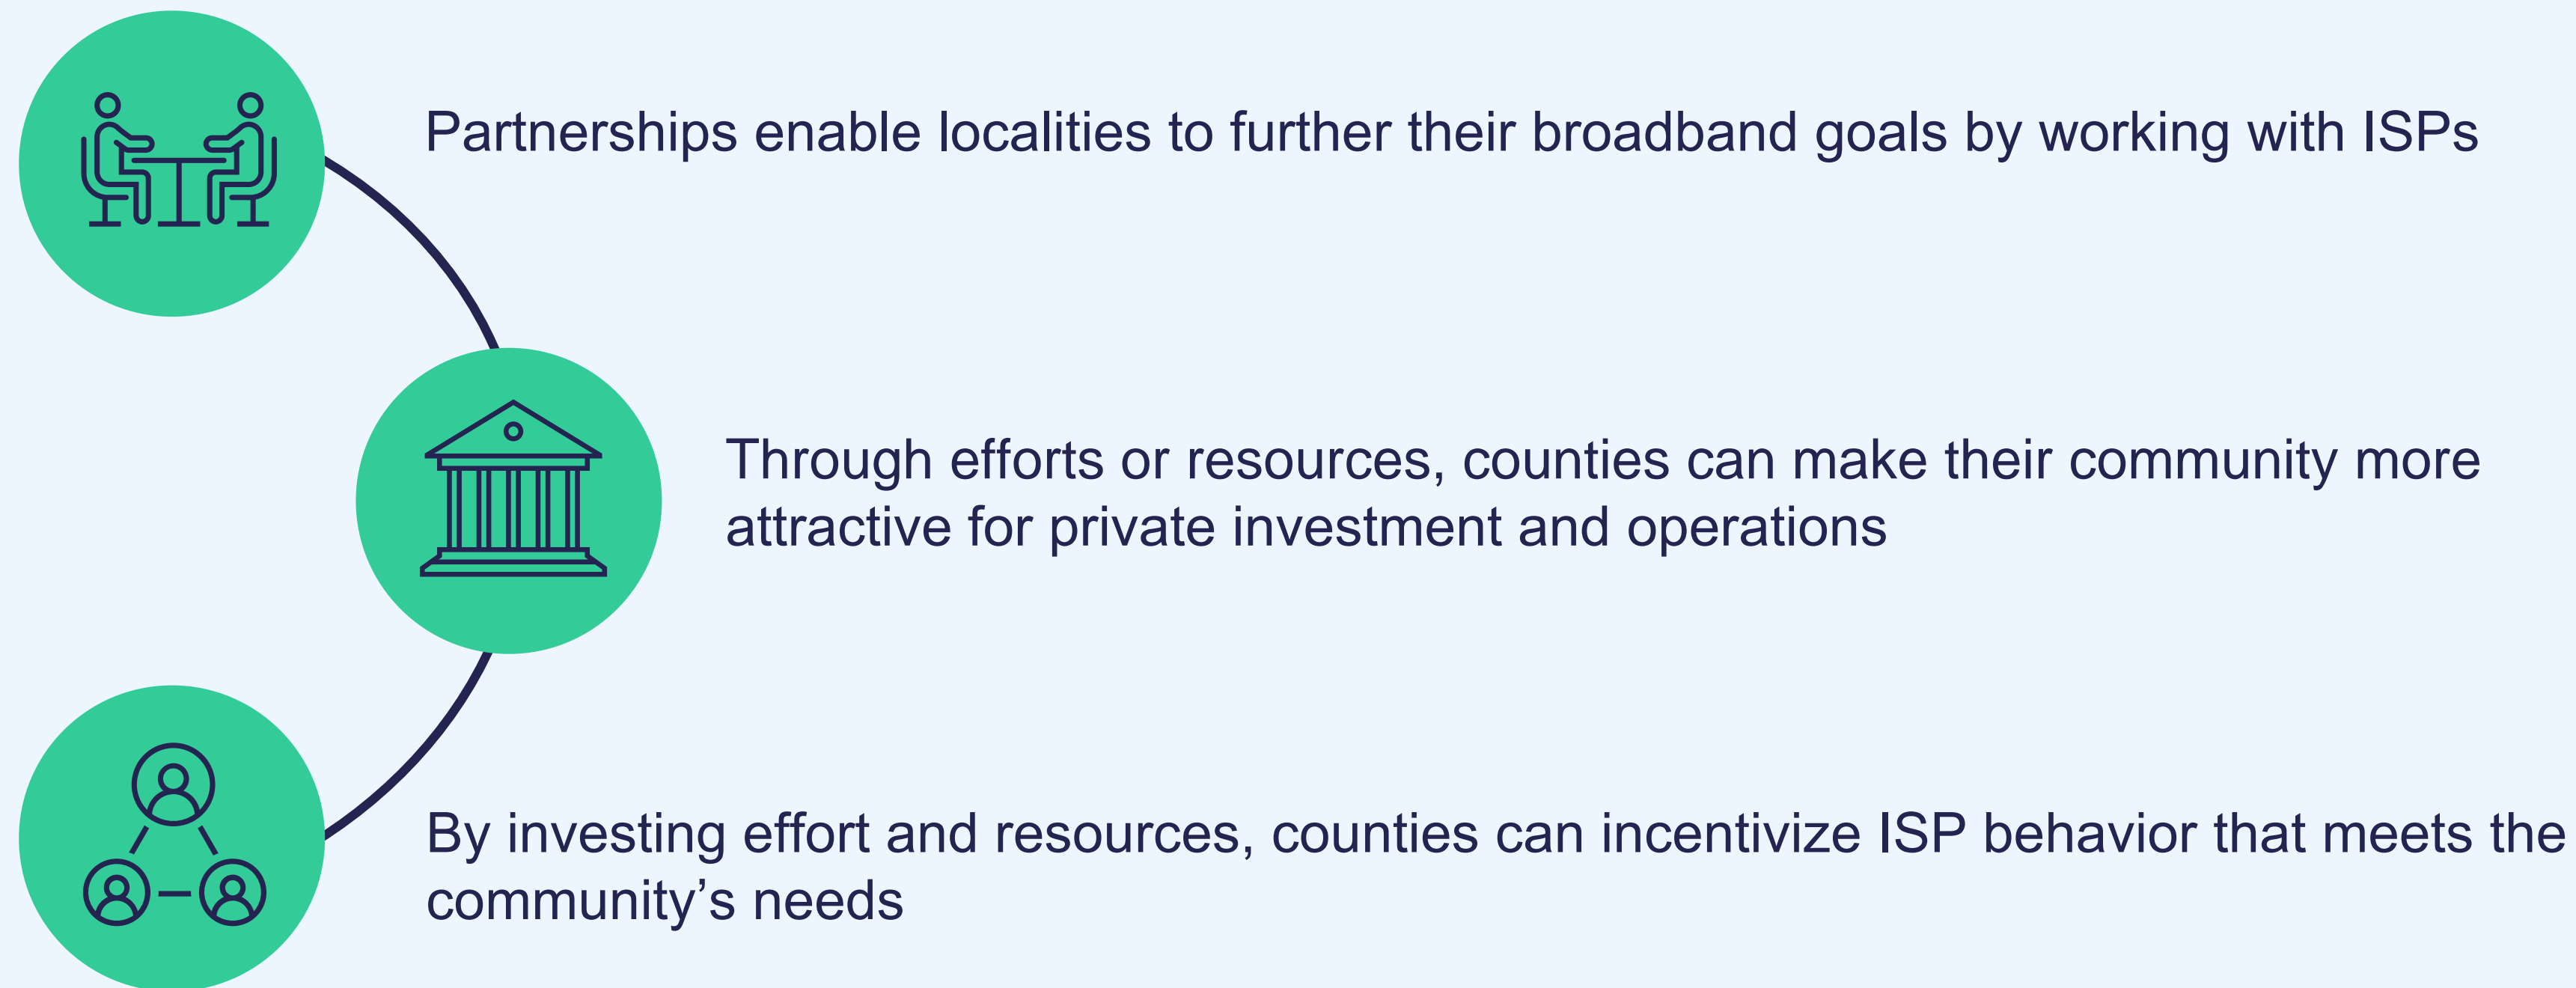 Partnerships enable localities to further their broadband goals by working with ISPs
Through efforts or resources, counties can make their community more
attractive for private investment and operations
By investing effort and resources, counties can incentivize ISP behavior that meets the
community’s needs